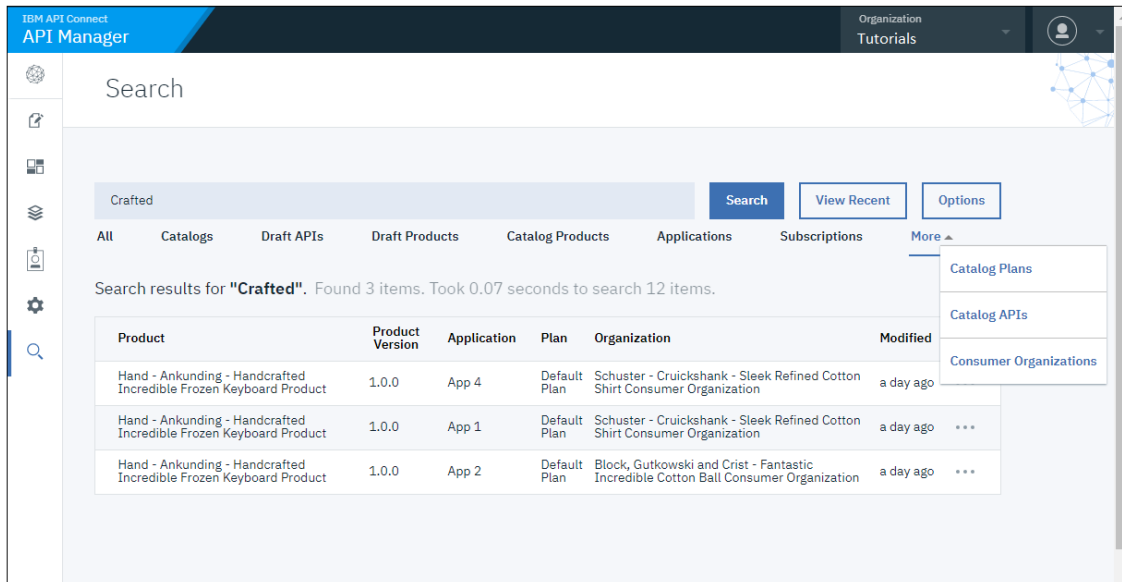 IBM API Connect
API Manager
Organization
Tutorials
Search
Crafted
Search
View Recent
Options
All Catalogs Draft APIs Draft Products Catalog Products Applications Subscriptions More
Catalog Plans
Catalog APIs
Consumer Organizations
Search results for "Crafted". Found 3 items. Took 0.07 seconds to search 12 items.
Product Product Version Application Plan Organization Modified
Hand - Ankunding - Handcrafted Incredible Frozen Keyboard Product 1.0.0 App 4 Default Plan Schuster - Cruickshank - Sleek Refined Cotton Shirt Consumer Organization a day ago
Hand - Ankunding - Handcrafted Incredible Frozen Keyboard Product 1.0.0 App 1 Default Plan Schuster - Cruickshank - Sleek Refined Cotton Shirt Consumer Organization a day ago
Hand - Ankunding - Handcrafted Incredible Frozen Keyboard Product 1.0.0 App 2 Default Plan Block, Gutkowski and Crist - Fantastic Incredible Cotton Ball Consumer Organization a day ago